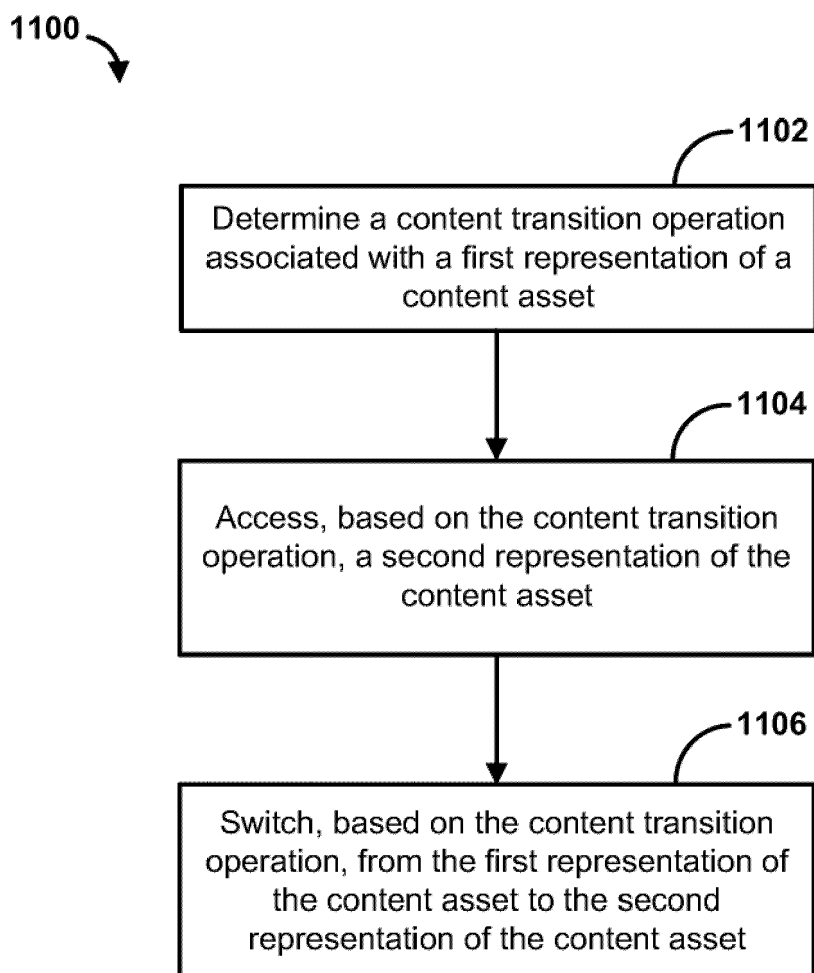 1100
1102
Determine a content transition operation
associated with a first representation of a
content asset
1104
Access, based on the content transition
operation, a second representation of the
content asset
1106
Switch, based on the content transition
operation, from the first representation of
the content asset to the second
representation of the content asset